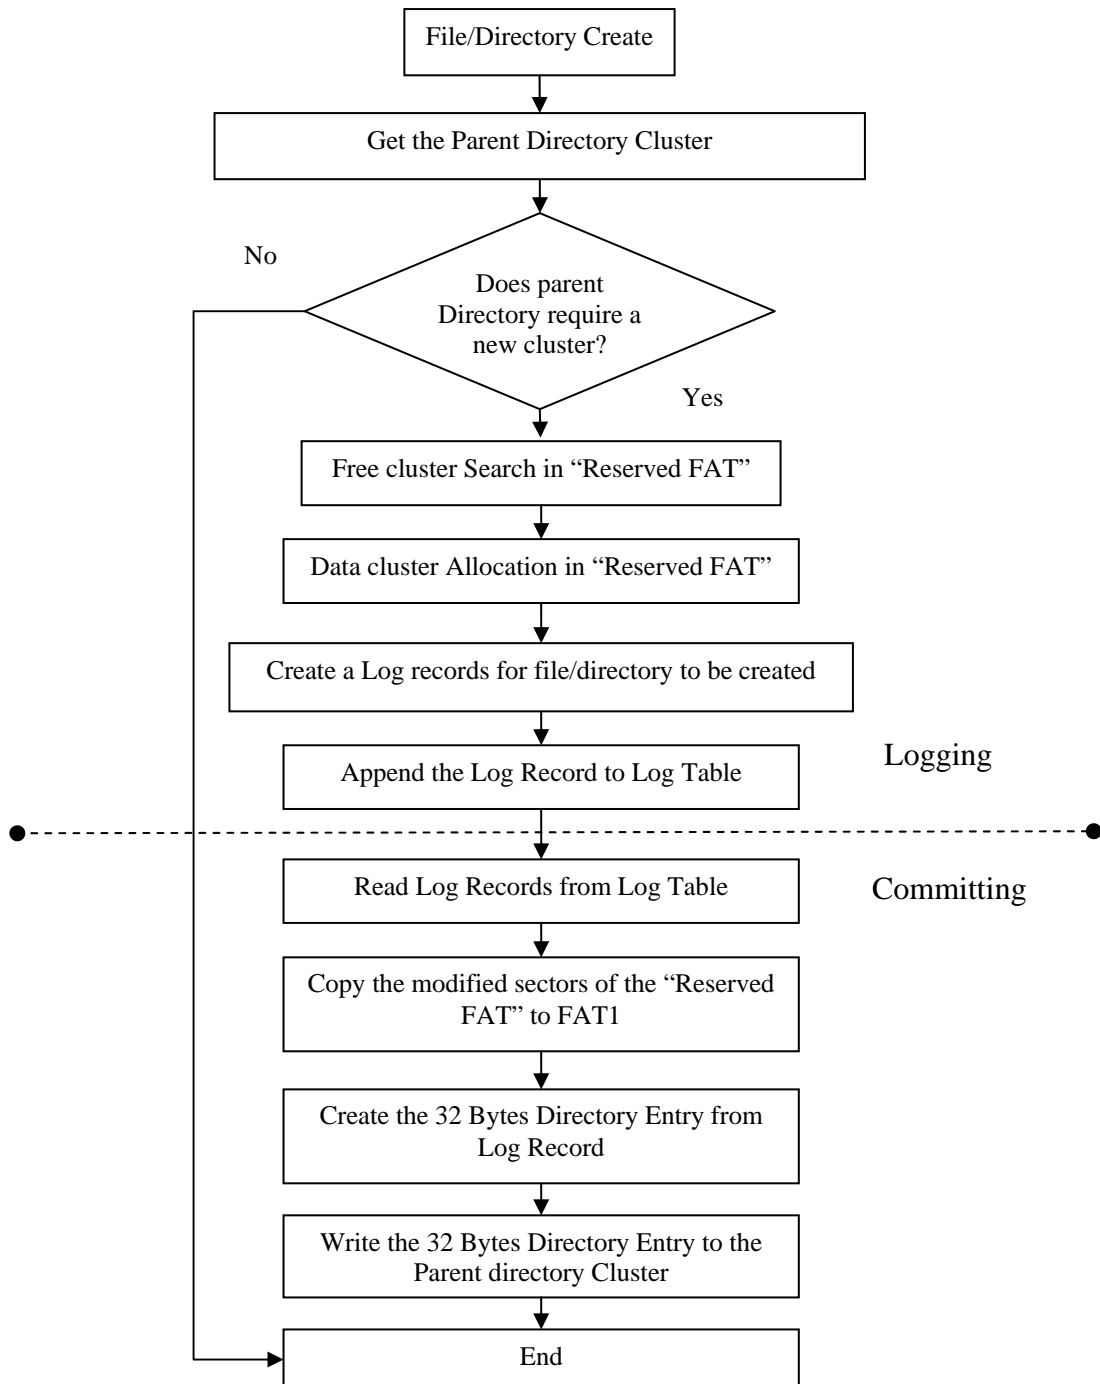 File/Directory Create
Get the Parent Directory Cluster
No
Does parent
Directory require a
new cluster?
Yes
Free cluster Search in “Reserved FAT”
Data cluster Allocation in “Reserved FAT”
Create a Log records for file/directory to be created
Logging
Append the Log Record to Log Table
Read Log Records from Log Table
Committing
Copy the modified sectors of the “Reserved
FAT” to FAT1
Create the 32 Bytes Directory Entry from
Log Record
Write the 32 Bytes Directory Entry to the
Parent directory Cluster
End